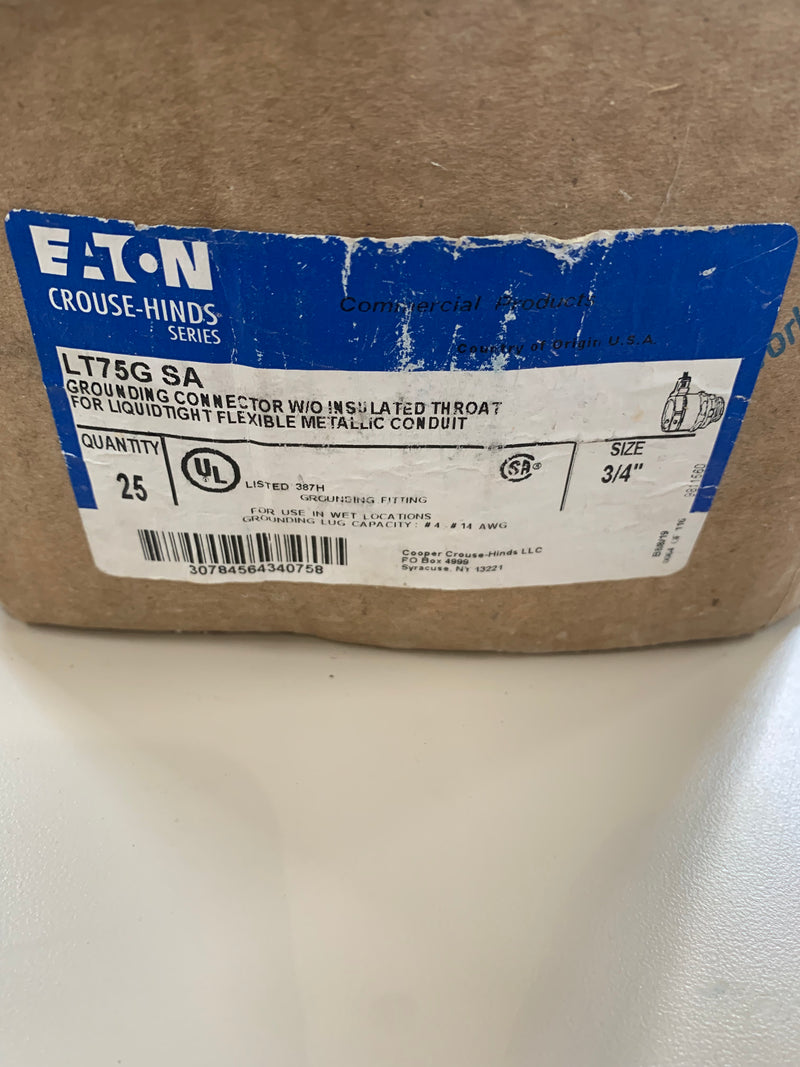 EATON
CROUSE-HINDS
SERIES
Commercial Products
Country of Origin U.S.A.
LT75G SA
GROUNDING CONNECTOR W/O INSULATED THROAT
FOR LIQUIDTIGHT FLEXIBLE METALLIC CONDUIT
QUANTITY
25
UL
LISTED 387H
GROUNDING FITTING
SA®
SIZE
3/4"
FOR USE IN WET LOCATIONS
GROUNDING LUG CAPACITY: #4-#14 AWG
30784564340758
Cooper Crouse-Hinds LLC
PO Box 4999
Syracuse, NY 13221